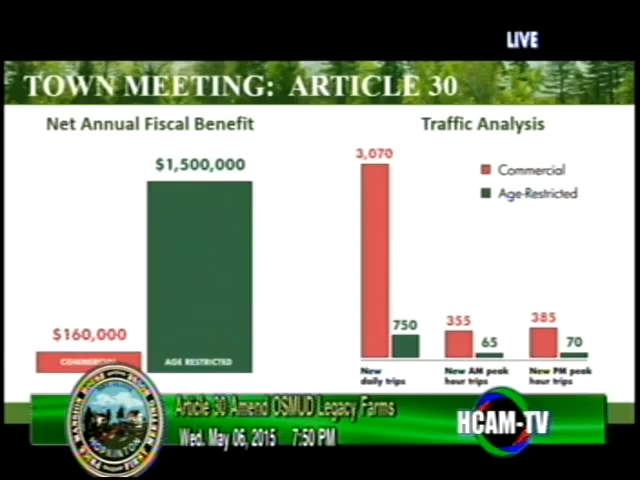 LIVE
TOWN MEETING: ARTICLE 30
Net Annual Fiscal Benefit
$1,500,000
$160,000
COMMERCIAL
AGE RESTRICTED
Traffic Analysis
3,070
Commercial
Age-Restricted
750
355
65
385
70
New
daily trips
New AM peak
hour trips
New PM peak
hour trips
Article 30 Amend OSMUD Legacy Farms
Wed. May 06, 2015 7:50 PM
HOPKINTON
HCAM-TV